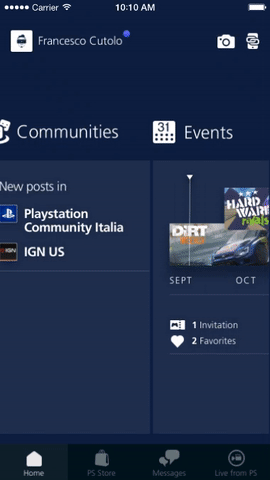 Carrier 10:10 AM
Francesco Cutolo
Communities
31 Events
New posts in
Playstation
Community Italia
IGN
IGN US
HARD WARE
DiRT
SEPT OCT
1 Invitation
2 Favorites
Home PS Store Messages Live from PS